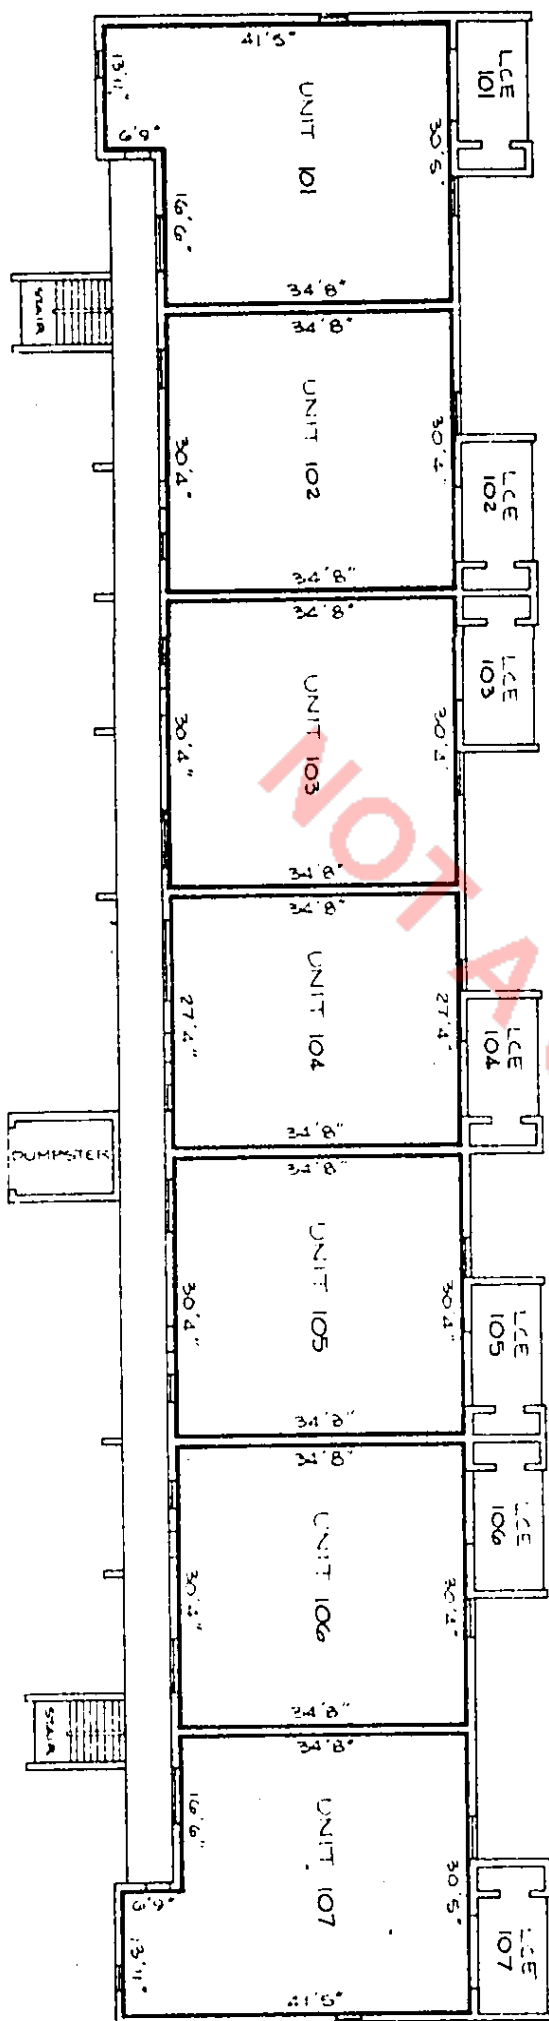 LCE
101
41'5"
13'11"
6'9"
UNIT 101
30'5"
16'6"
34'8"
STAIR
34'8"
UNIT 102
30'4"
30'4"
34'8"
LCE
102
LCE
103
34'8"
UNIT 103
30'4"
30'4"
34'8"
NOT A
34'8"
UNIT 104
27'4"
27'4"
34'8"
LCE
104
DUMPSTER
34'8"
UNIT 105
30'4"
30'4"
34'8"
LCE
105
LCE
106
34'8"
UNIT 106
30'4"
30'4"
34'8"
STAIR
34'8"
UNIT 107
16'6"
30'5"
13'11"
41'5"
LCE
107